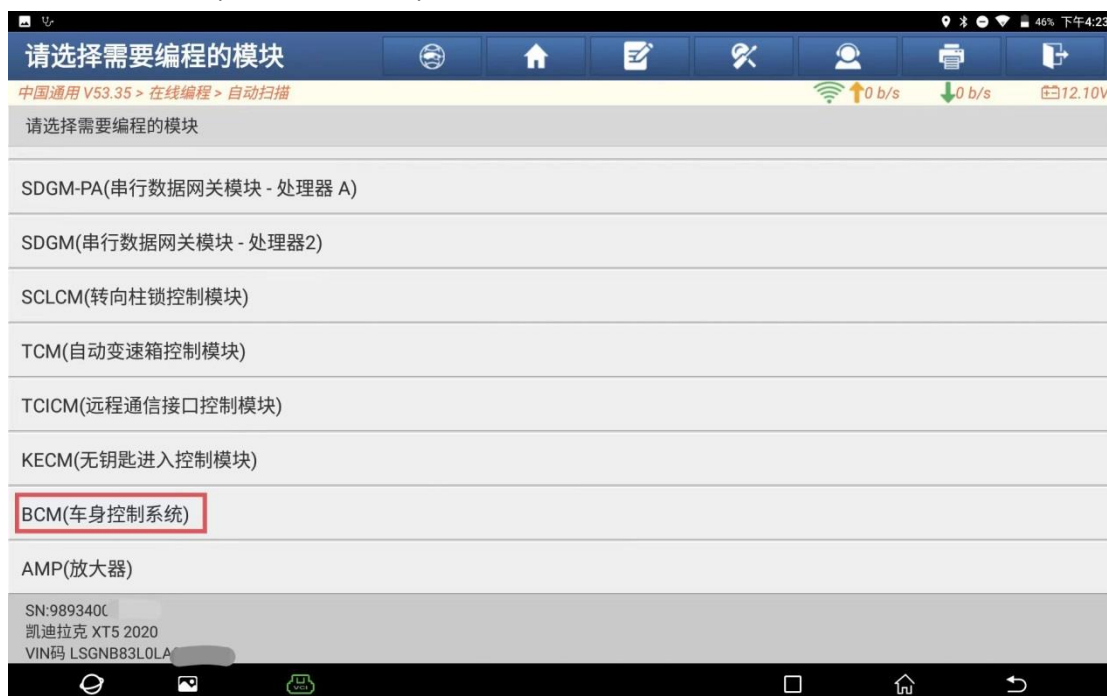 46% 下午4:23
请选择需要编程的模块
中国通用 V53.35 > 在线编程 > 自动扫描
0 b/s
0 b/s
12.10V
请选择需要编程的模块
SDGM-PA(串行数据网关模块 - 处理器 A)
SDGM(串行数据网关模块 - 处理器2)
SCLCM(转向柱锁控制模块)
TCM(自动变速箱控制模块)
TCICM(远程通信接口控制模块)
KECM(无钥匙进入控制模块)
BCM(车身控制系统)
AMP(放大器)
SN:989340
凯迪拉克 XT5 2020
VIN码 LSGNB83L0LA
VCI